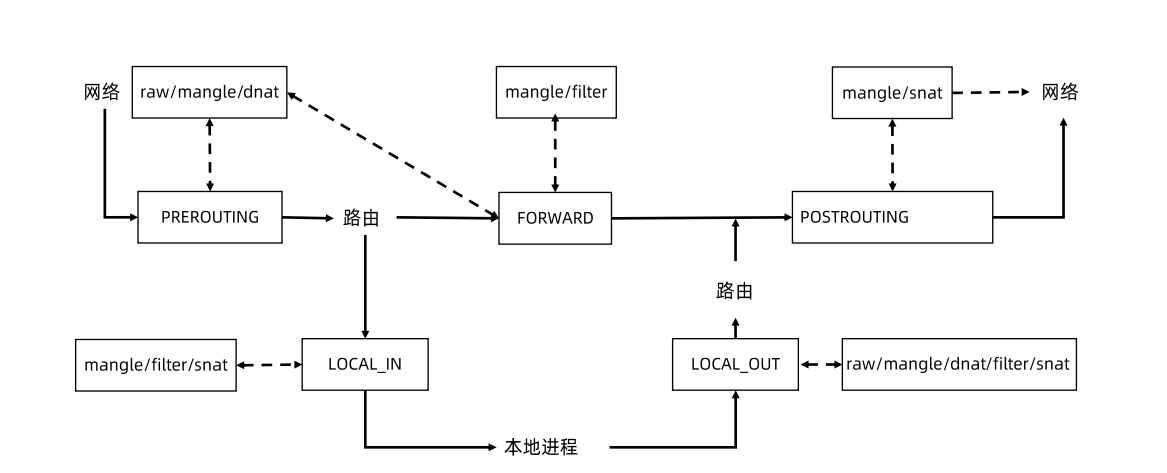 网络
raw/mangle/dnat
mangle/filter
mangle/snat
网络
PREROUTING
路由
FORWARD
POSTROUTING
路由
mangle/filter/snat
LOCAL_IN
LOCAL_OUT
raw/mangle/dnat/filter/snat
本地进程